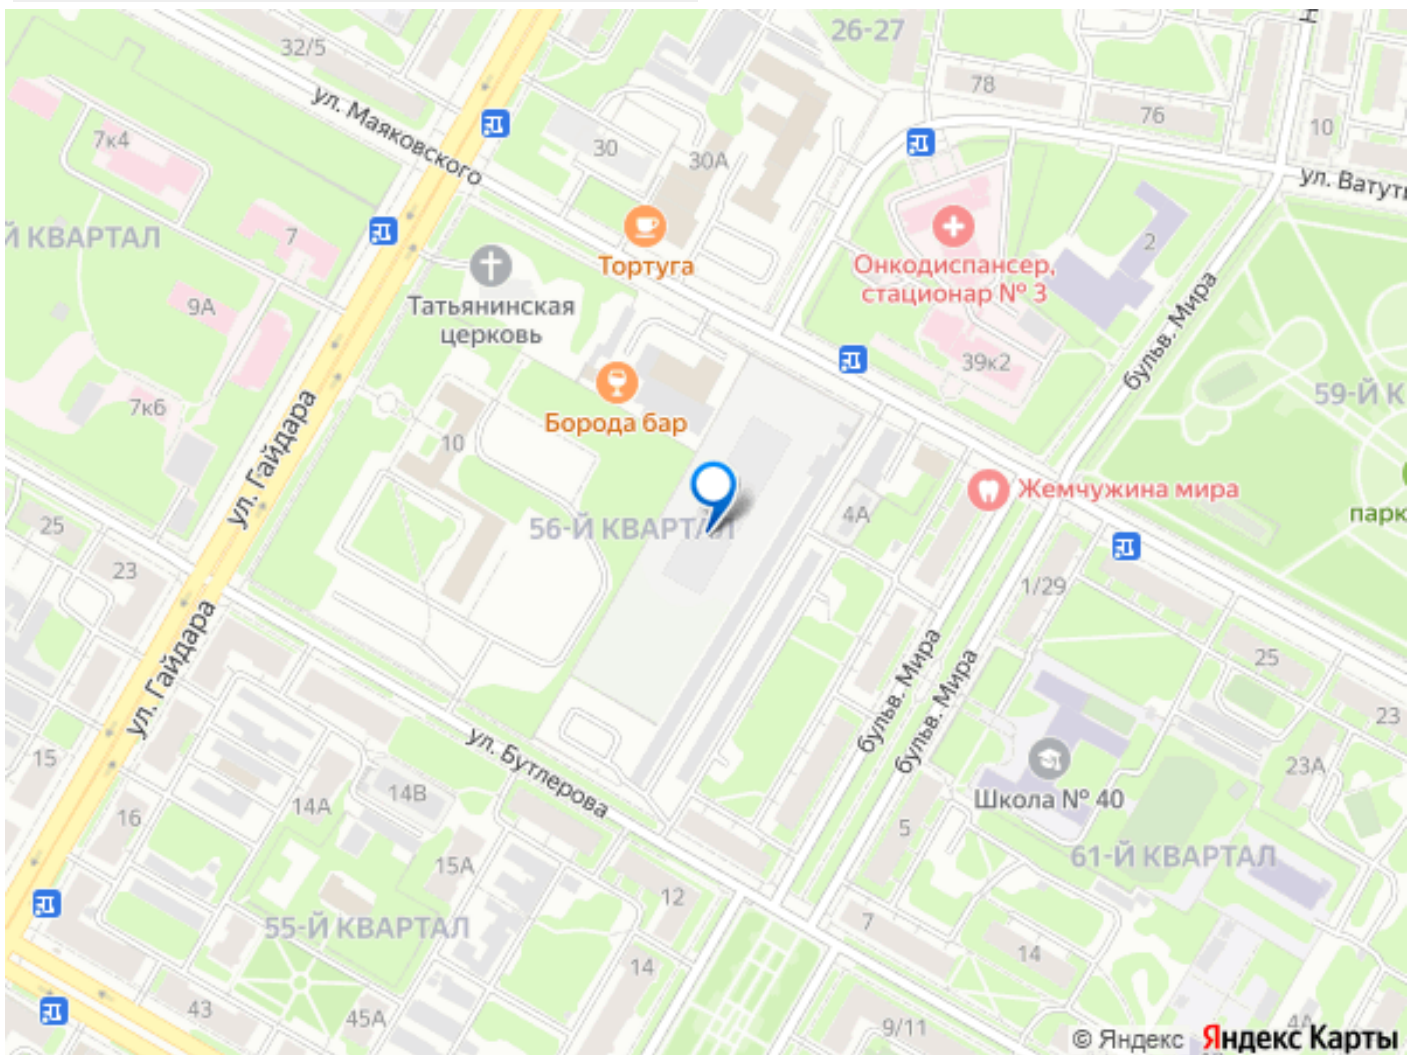 26-27
32/5
78
76
10
ул. Маяковского
30
30А
7к4
ул. Ватути
Й КВАРТАЛ
7
Тортуга
Онкодиспансер,
стационар № 3
2
Татьянинская
церковь
9А
бульв. Мира
39к2
59-Й К
7к6
Борода бар
10
ул. Гайдара
Жемчужина мира
парк
56-Й КВАРТАЛ
4А
25
23
1/29
ул. Гайдара
бульв. Мира
бульв. Мира
25
23
ул. Бутлерова
15
14А
14В
23А
Школа № 40
16
5
61-Й КВАРТАЛ
15А
12
55-Й КВАРТАЛ
7
14
14
43
45А
9/11
4А
© Яндекс Яндекс Карты